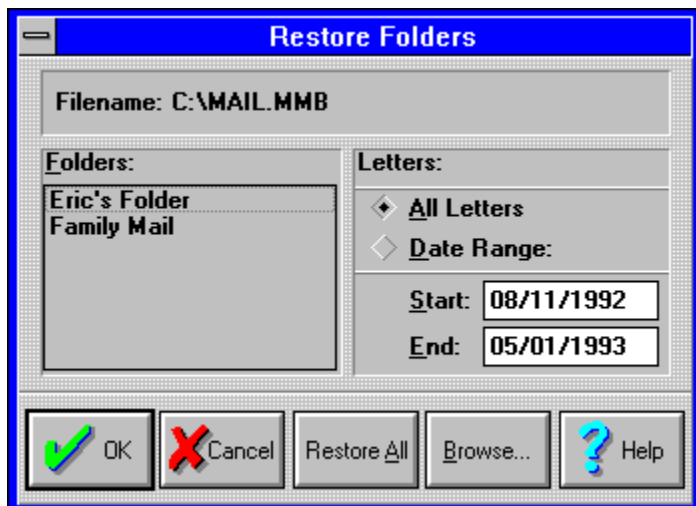 Restore Folders
Filename: C:\MAIL.MMB
Folders:
Eric's Folder
Family Mail
Letters:
All Letters
Date Range:
Start: 08/11/1992
End: 05/01/1993
OK
Cancel
Restore All
Browse...
Help